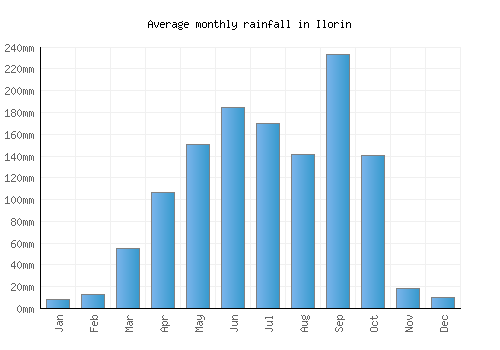 Average monthly rainfall in Ilorin
240mm
220mm
200mm
180mm
160mm
140mm
120mm
100mm
80mm
60mm
40mm
20mm
0mm
Jan Feb Mar Apr May Jun Jul Aug Sep Oct Nov Dec